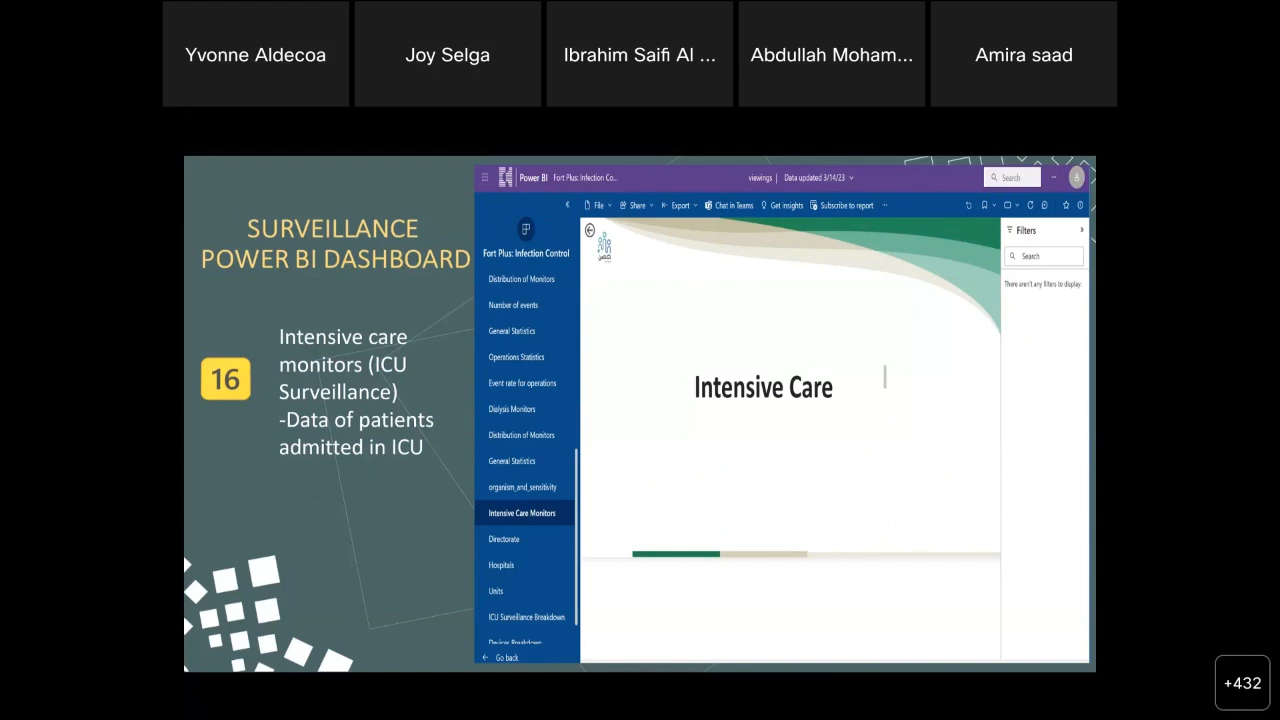 Yvonne Aldecoa
Joy Selga
Ibrahim Saifi Al ...
Abdullah Moham...
Amira saad
SURVEILLANCE
POWER BI DASHBOARD
16
Intensive care
monitors (ICU
Surveillance)
-Data of patients
admitted in ICU
Power BI Fort Plus: Infection Co...
viewings | Data updated 3/14/23
Search
File
Share
Export
Chat in Teams
Get insights
Subscribe to report
Fort Plus: Infection Control
Distribution of Monitors
Number of events
General Statistics
Operations Statistics
Event rate for operations
Dialysis Monitors
Distribution of Monitors
General Statistics
organism_and_sensitivity
Intensive Care Monitors
Directorate
Hospitals
Units
ICU Surveillance Breakdown
Devices Breakdown
Go back
حصن
Intensive Care
Filters
Search
There aren't any filters to display.
+432